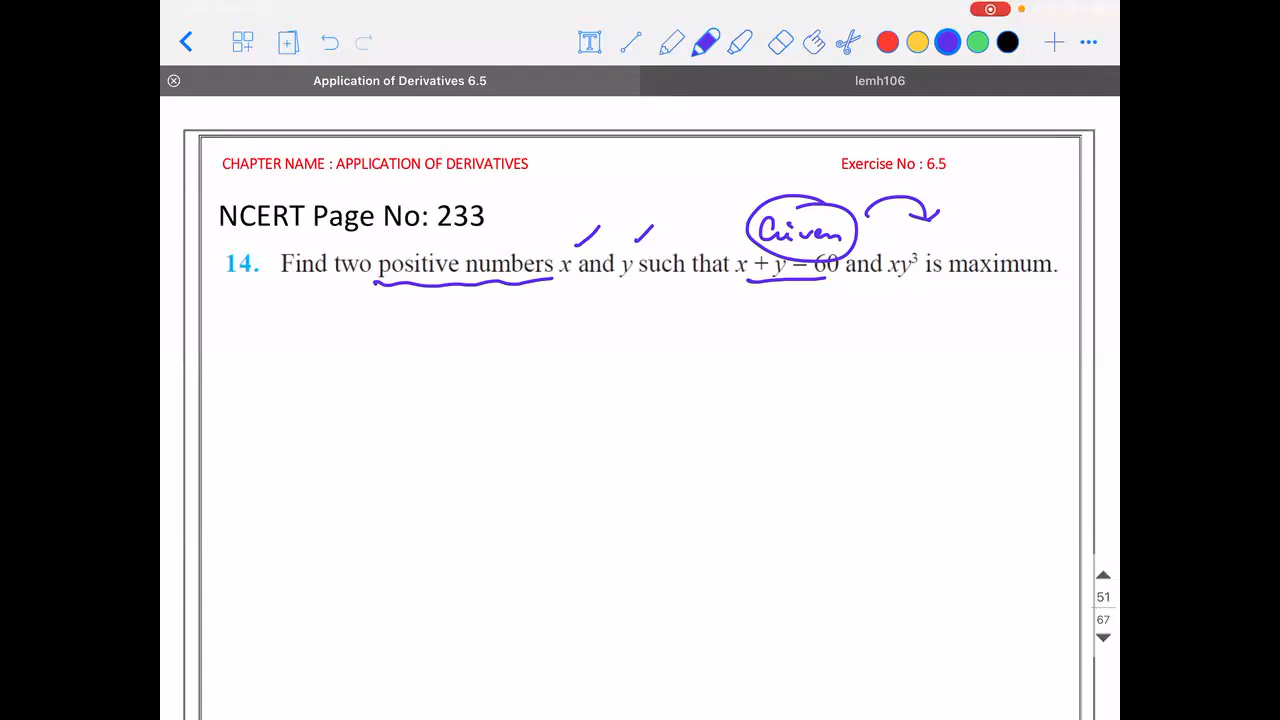 T
Application of Derivatives 6.5
lemh106
CHAPTER NAME : APPLICATION OF DERIVATIVES
Exercise No : 6.5
NCERT Page No: 233
Given
14. Find two positive numbers x and y such that x + y = 60 and xy³ is maximum.
51
67